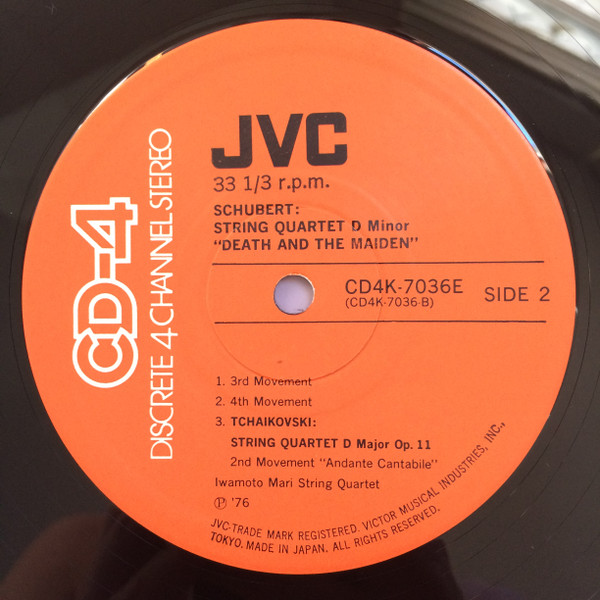 JVC
33 1/3 r.p.m.
SCHUBERT:
STRING QUARTET D Minor
"DEATH AND THE MAIDEN"
CD4K-7036E
(CD4K-7036-B)
SIDE 2
CD-4
DISCRETE 4 CHANNEL STEREO
1. 3rd Movement
2. 4th Movement
3. TCHAIKOVSKI:
STRING QUARTET D Major Op. 11
2nd Movement "Andante Cantabile"
Iwamoto Mari String Quartet
Ⓟ '76
JVC-TRADE MARK REGISTERED. VICTOR MUSICAL INDUSTRIES, INC.,
TOKYO. MADE IN JAPAN. ALL RIGHTS RESERVED.